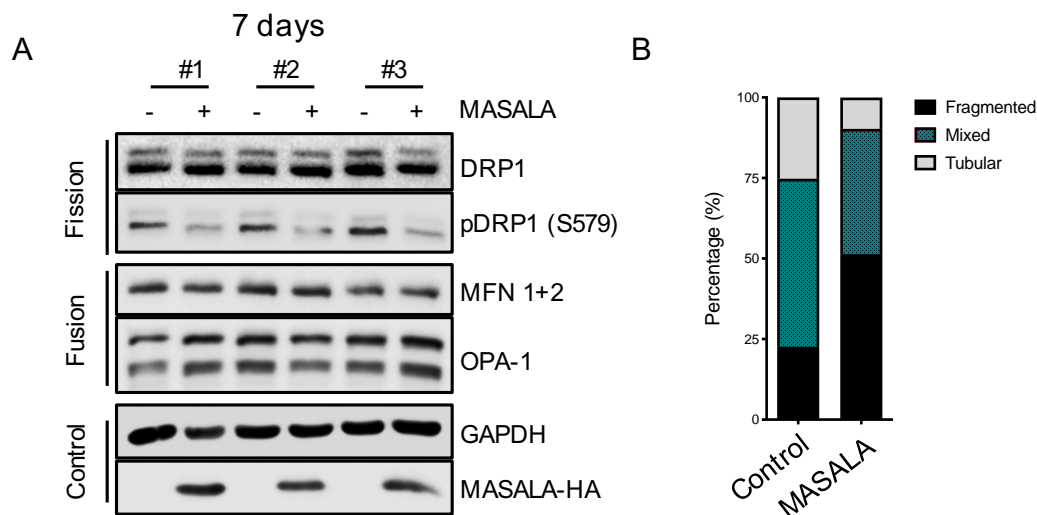 A
7 days
#1 #2 #3
- + - + - + MASALA
Fission
DRP1
pDRP1 (S579)
Fusion
MFN 1+2
OPA-1
Control
GAPDH
MASALA-HA
B
Percentage (%)
100
75
50
25
0
Control
MASALA
Fragmented
Mixed
Tubular